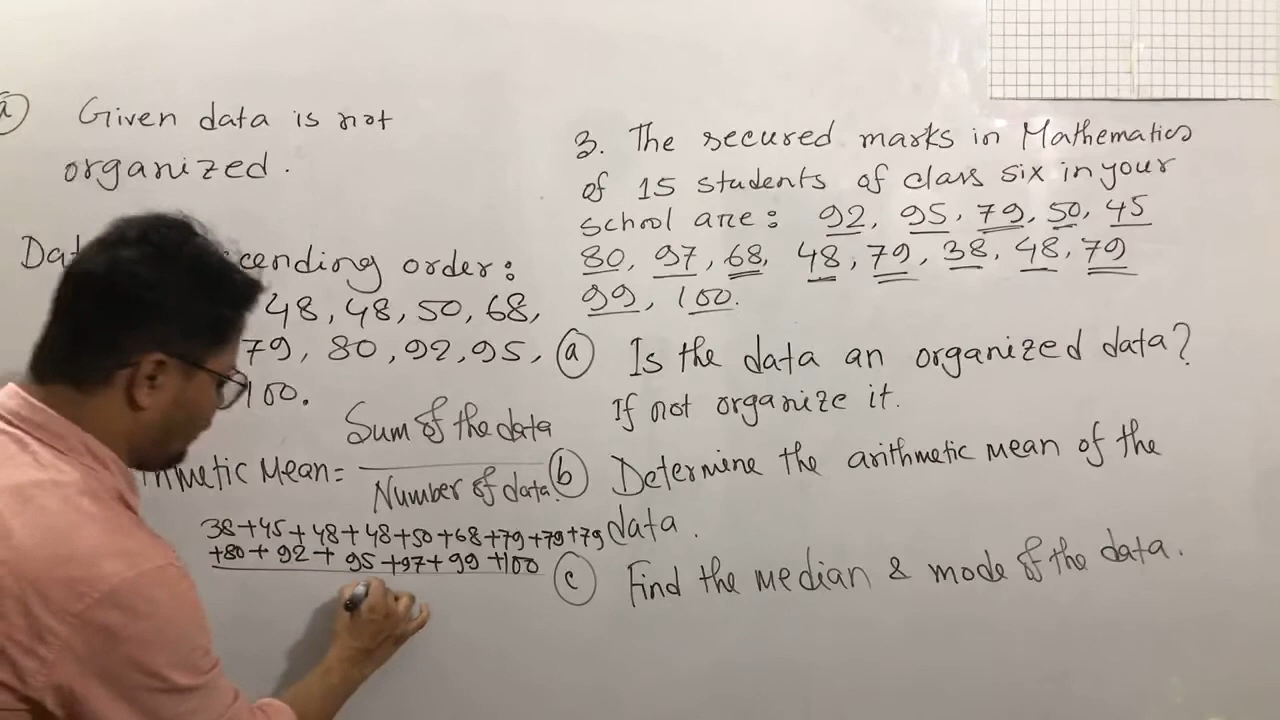 a Given data is not
organized.
cending order:
48, 48, 50, 68,
79, 80, 92, 95,
100.
Mean = Sum of the data
Number of data.
38+45+48+48+50+68+79+79+79
+80+92+95+97+99+100
3. The secured marks in Mathematics
of 15 students of class six in your
school are: 92, 95, 79, 50, 45
80, 97, 68, 48, 79, 38, 48, 79
99, 100.
a Is the data an organized data?
If not organize it.
b Determine the arithmetic mean of the
data.
c Find the median & mode of the data.